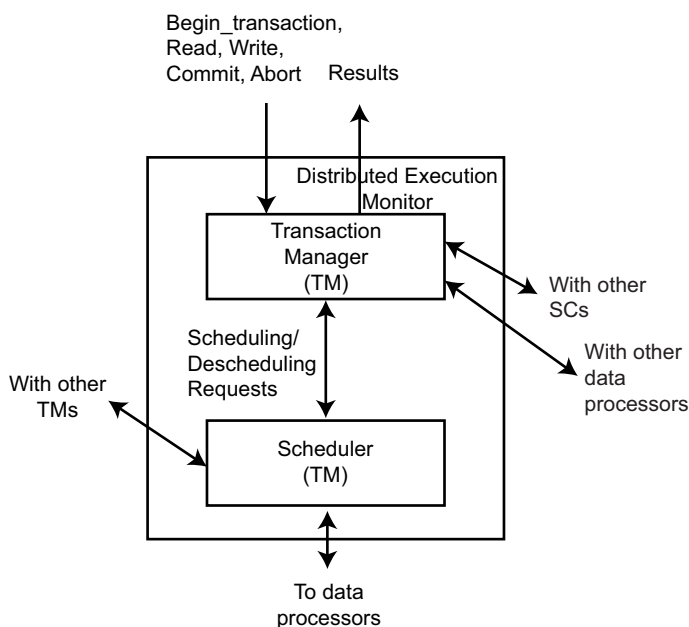 Begin_transaction,
Read, Write,
Commit, Abort
Results
Distributed Execution
Monitor
Transaction
Manager
(TM)
With other
SCs
Scheduling/
Descheduling
Requests
With other
data
processors
With other
TMs
Scheduler
(TM)
To data
processors